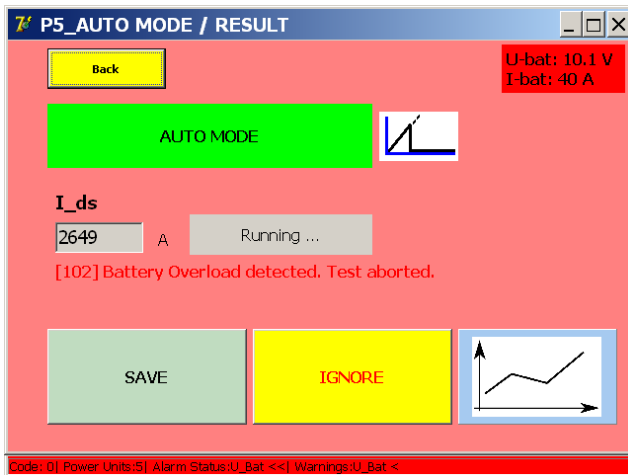 P5_AUTO MODE / RESULT
Back
U-bat: 10.1 V
I-bat: 40 A
AUTO MODE
I_ds
2649 A Running ...
[102] Battery Overload detected. Test aborted.
SAVE IGNORE
Code: 0| Power Units:5| Alarm Status:U_Bat <<| Warnings:U_Bat <